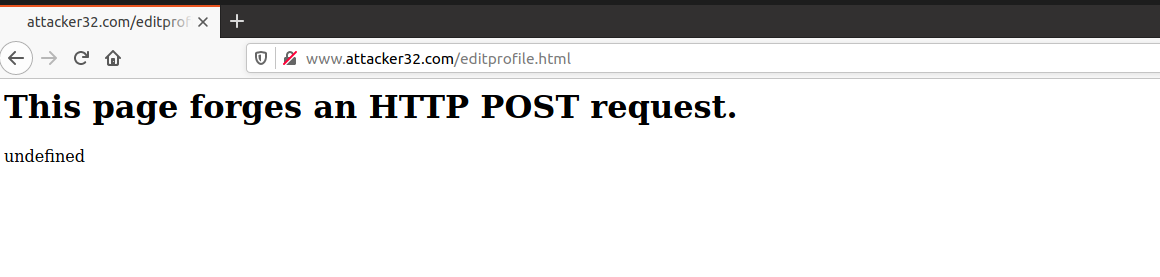 attacker32.com/editprof
www.attacker32.com/editprofile.html
This page forges an HTTP POST request.
undefined